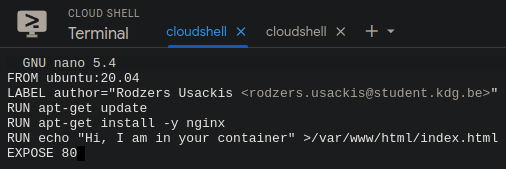 CLOUD SHELL
Terminal
cloudshell × cloudshell × + ▾
GNU nano 5.4
FROM ubuntu:20.04
LABEL author="Rodzers Usackis <rodzers.usackis@student.kdg.be>"
RUN apt-get update
RUN apt-get install -y nginx
RUN echo "Hi, I am in your container" >/var/www/html/index.html
EXPOSE 80